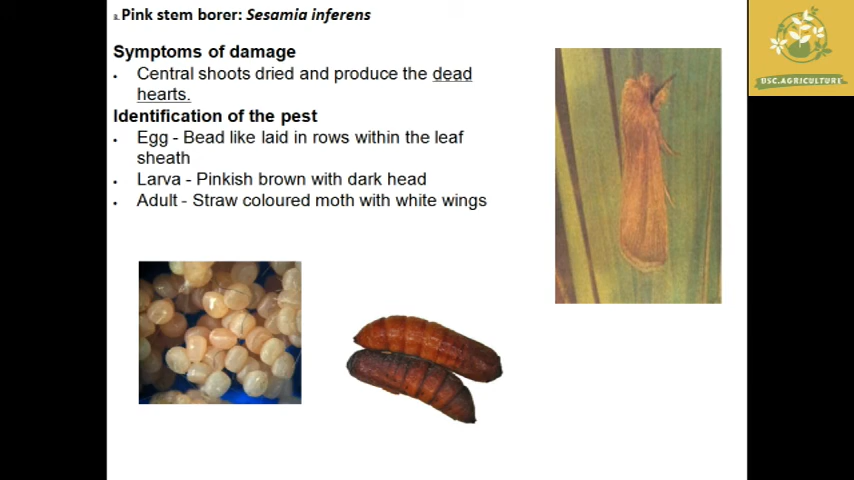 Pink stem borer: Sesamia inferens
Symptoms of damage
• Central shoots dried and produce the dead
hearts.
Identification of the pest
• Egg - Bead like laid in rows within the leaf
sheath
• Larva - Pinkish brown with dark head
• Adult - Straw coloured moth with white wings
DSC.AGRICULTURE